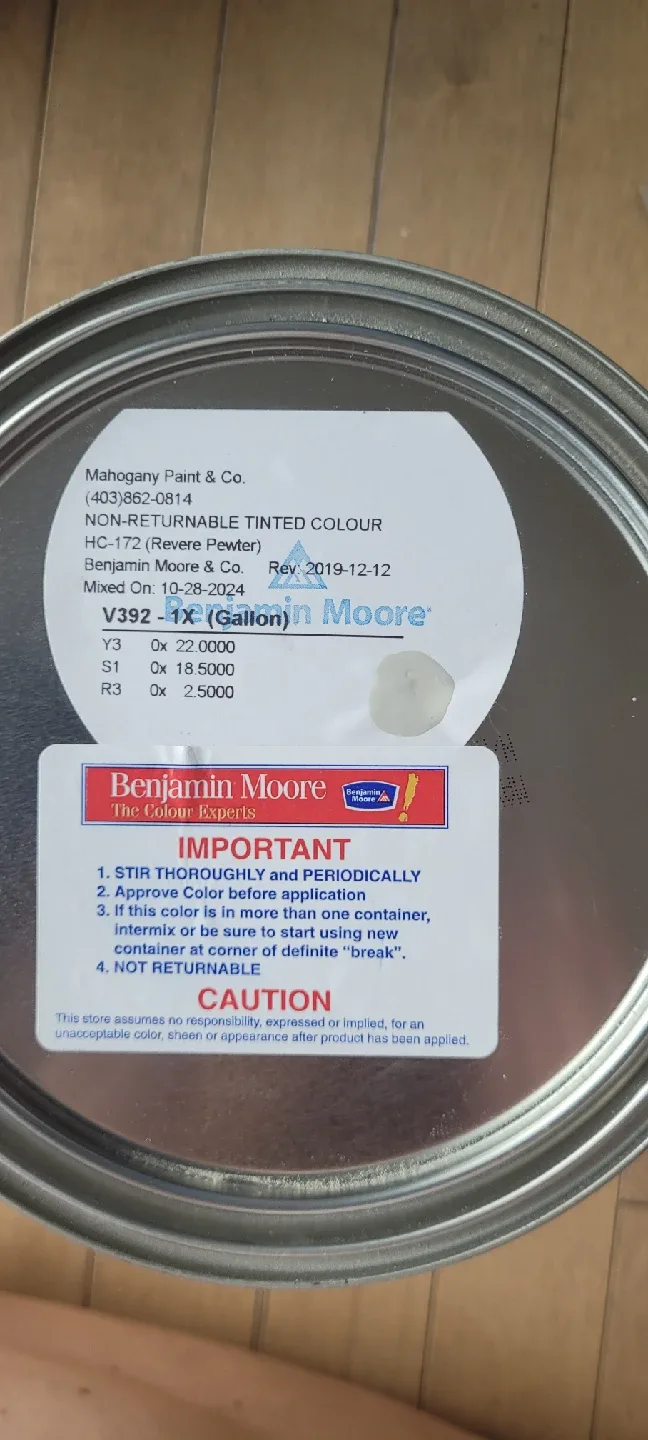 Mahogany Paint & Co.
(403)862-0814
NON-RETURNABLE TINTED COLOUR
HC-172 (Revere Pewter)
Benjamin Moore & Co. Rev: 2019-12-12
Mixed On: 10-28-2024
Benjamin Moore®
V392 - 1X (Gallon)
Y3 0x 22.0000
S1 0x 18.5000
R3 0x 2.5000
Benjamin Moore
The Colour Experts
Benjamin
Moore
IMPORTANT
1. STIR THOROUGHLY and PERIODICALLY
2. Approve Color before application
3. If this color is in more than one container,
intermix or be sure to start using new
container at corner of definite "break".
4. NOT RETURNABLE
CAUTION
This store assumes no responsibility, expressed or implied, for an
unacceptable color, sheen or appearance after product has been applied.